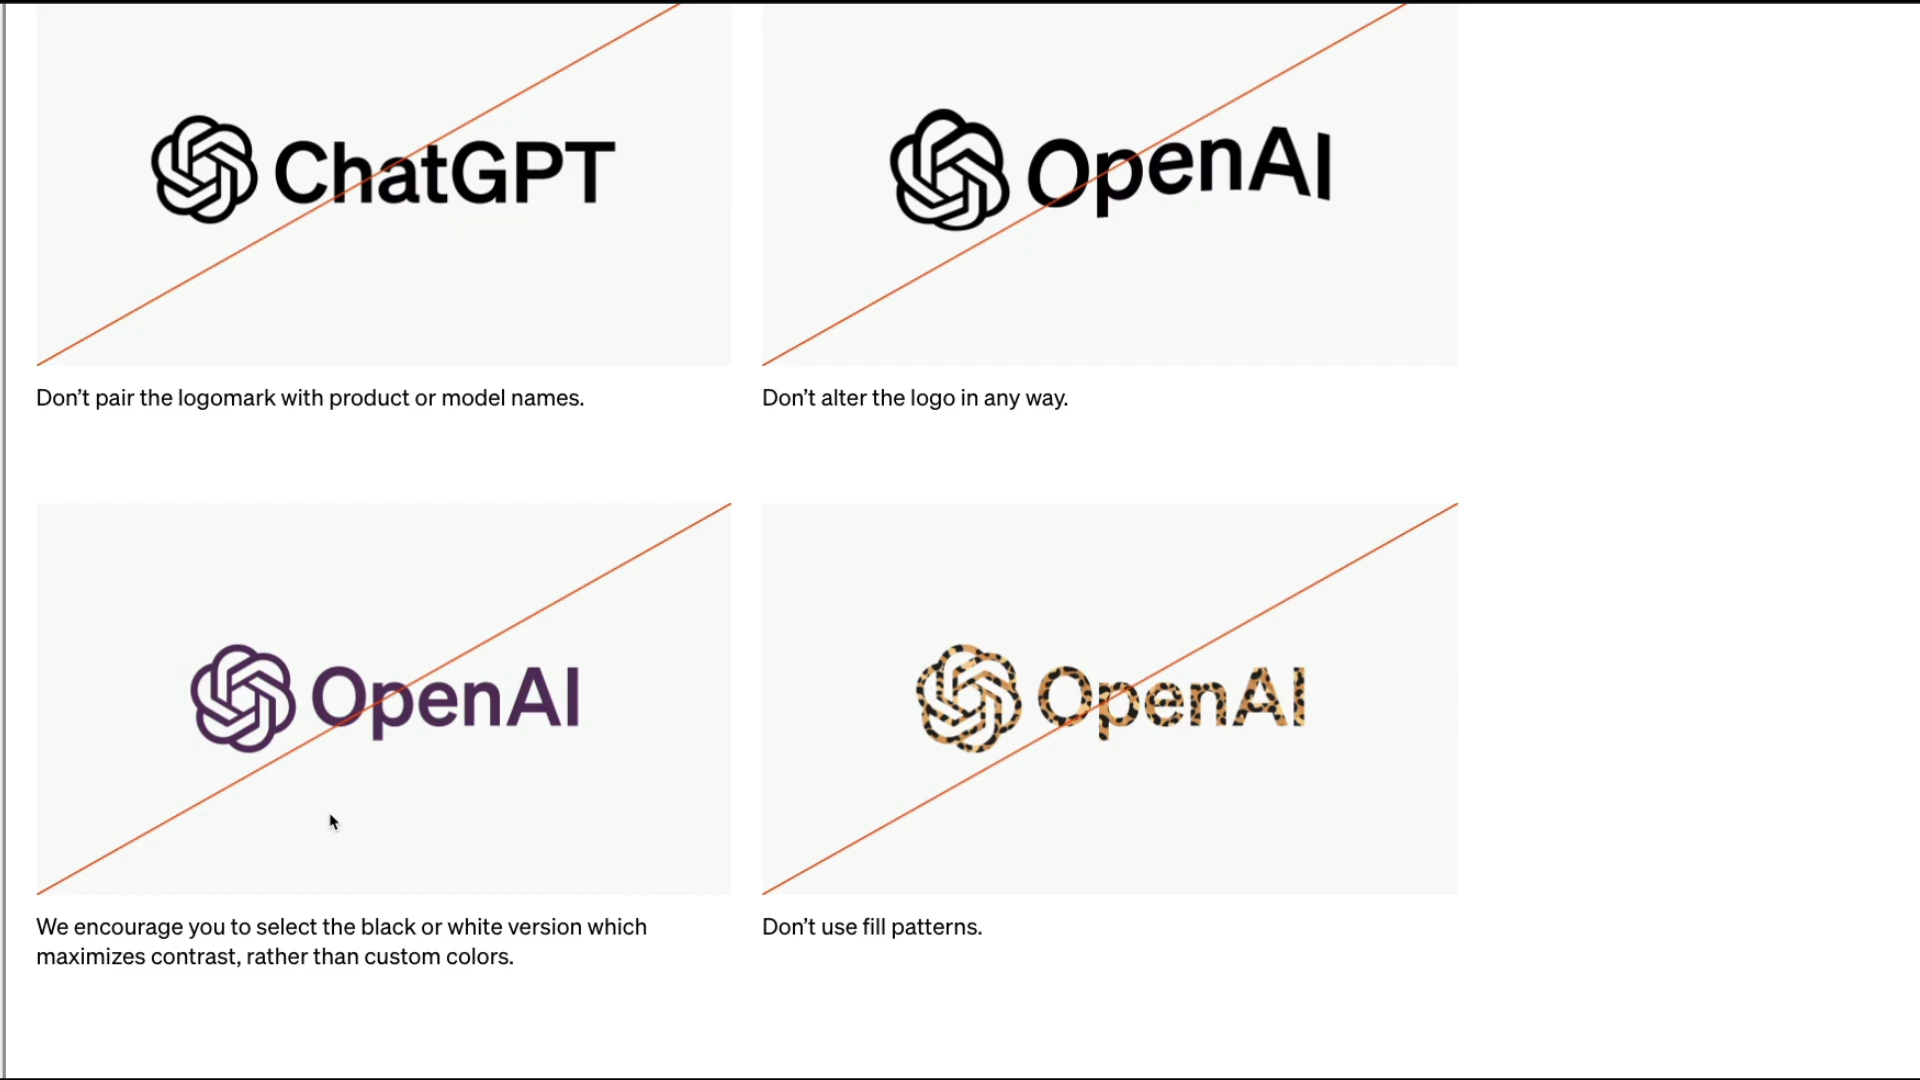 ChatGPT
OpenAI
Don’t pair the logomark with product or model names.
Don’t alter the logo in any way.
OpenAI
OpenAI
We encourage you to select the black or white version which
maximizes contrast, rather than custom colors.
Don’t use fill patterns.